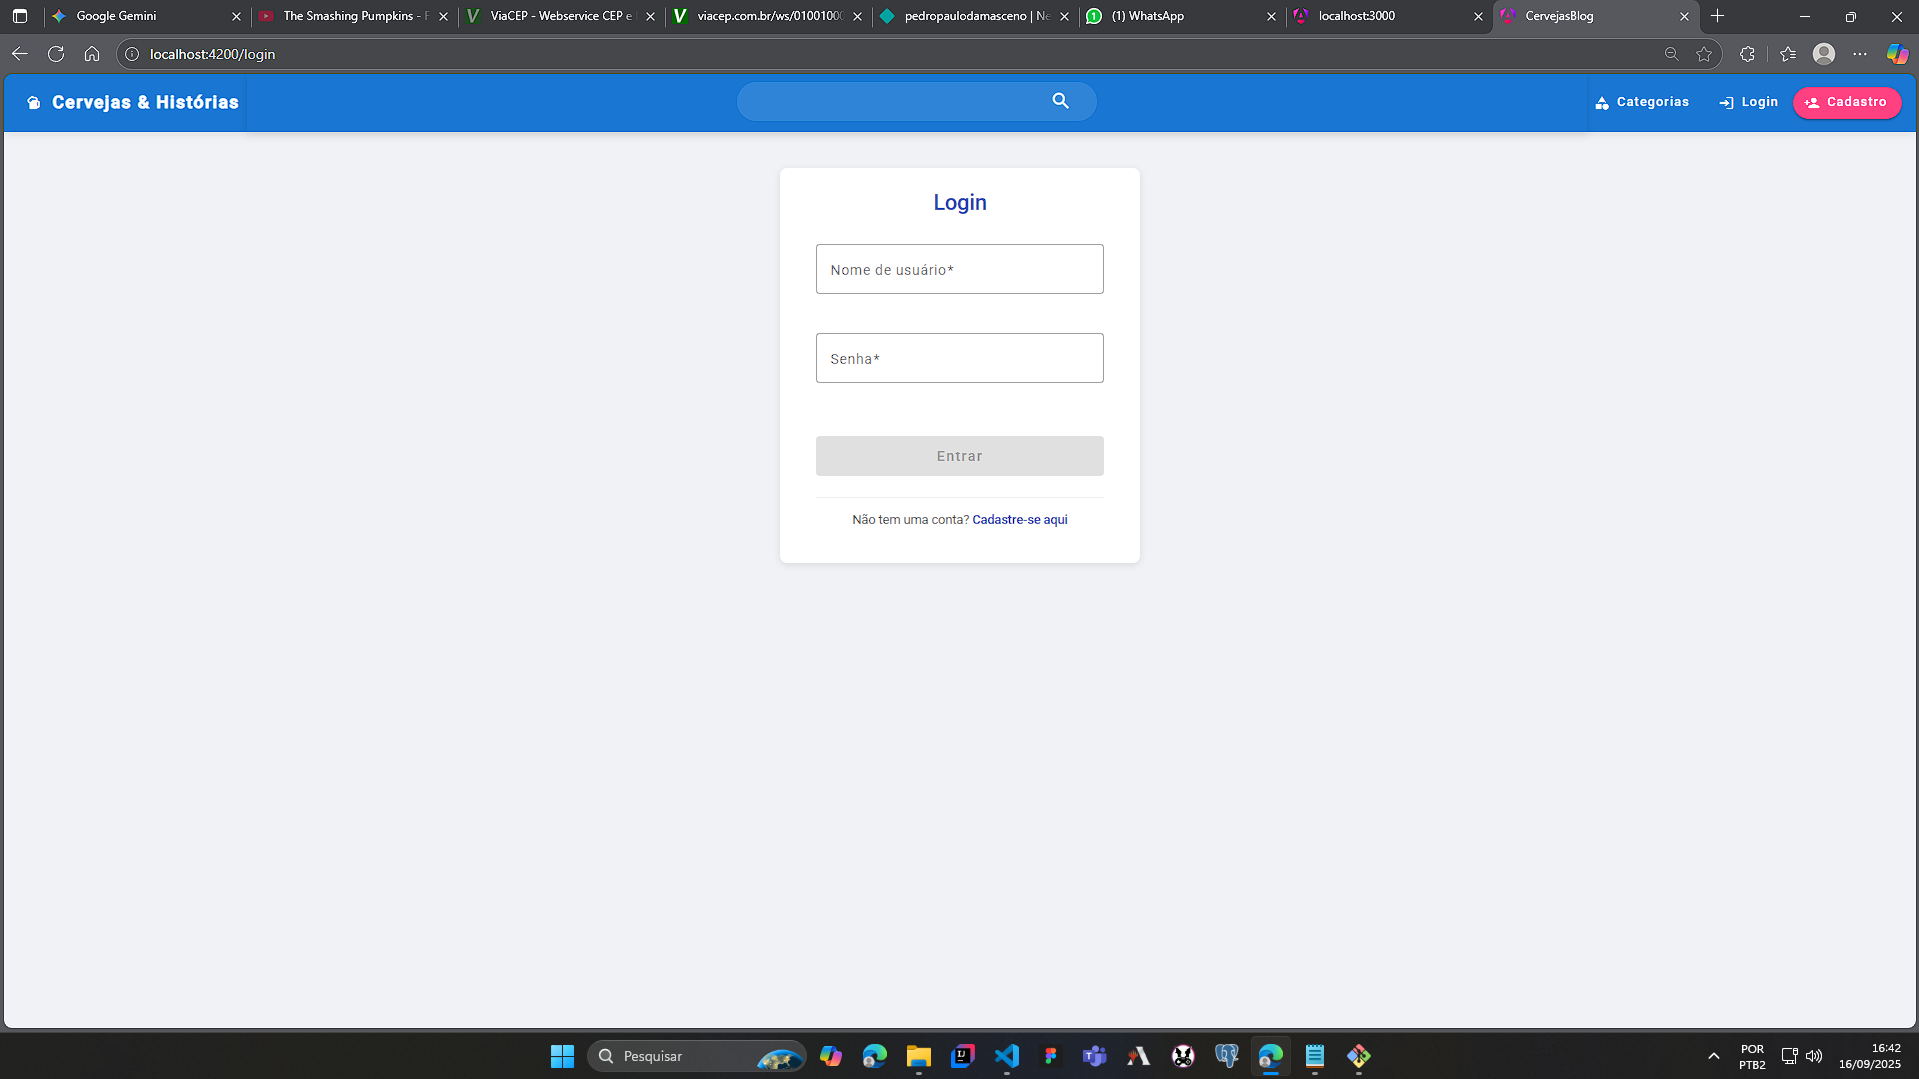 Google Gemini
The Smashing Pumpkins - F
ViaCEP - Webservice CEP e
viacep.com.br/ws/01001000
pedropaulodamasceno | Ne
(1) WhatsApp
localhost:3000
CervejasBlog
localhost:4200/login
Cervejas & Histórias
Categorias
Login
Cadastro
Login
Nome de usuário*
Senha*
Entrar
Não tem uma conta? Cadastre-se aqui
Pesquisar
POR
PTB2
16:42
16/09/2025